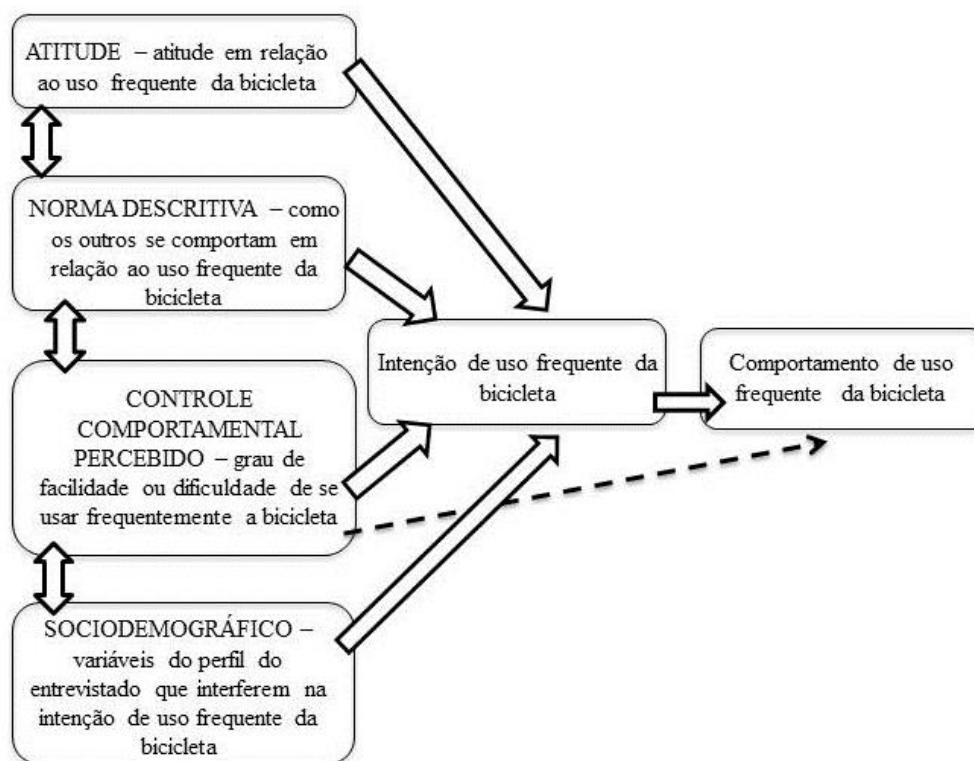 ATITUDE – atitude em relação
ao uso frequente da bicicleta
NORMA DESCRITIVA – como
os outros se comportam em
relação ao uso frequente da
bicicleta
CONTROLE
COMPORTAMENTAL
PERCEBIDO – grau de
facilidade ou dificuldade de se
usar frequentemente a bicicleta
SOCIODEMOGRÁFICO –
variáveis do perfil do
entrevistado que interferem na
intenção de uso frequente da
bicicleta
Intenção de uso frequente da
bicicleta
Comportamento de uso
frequente da bicicleta